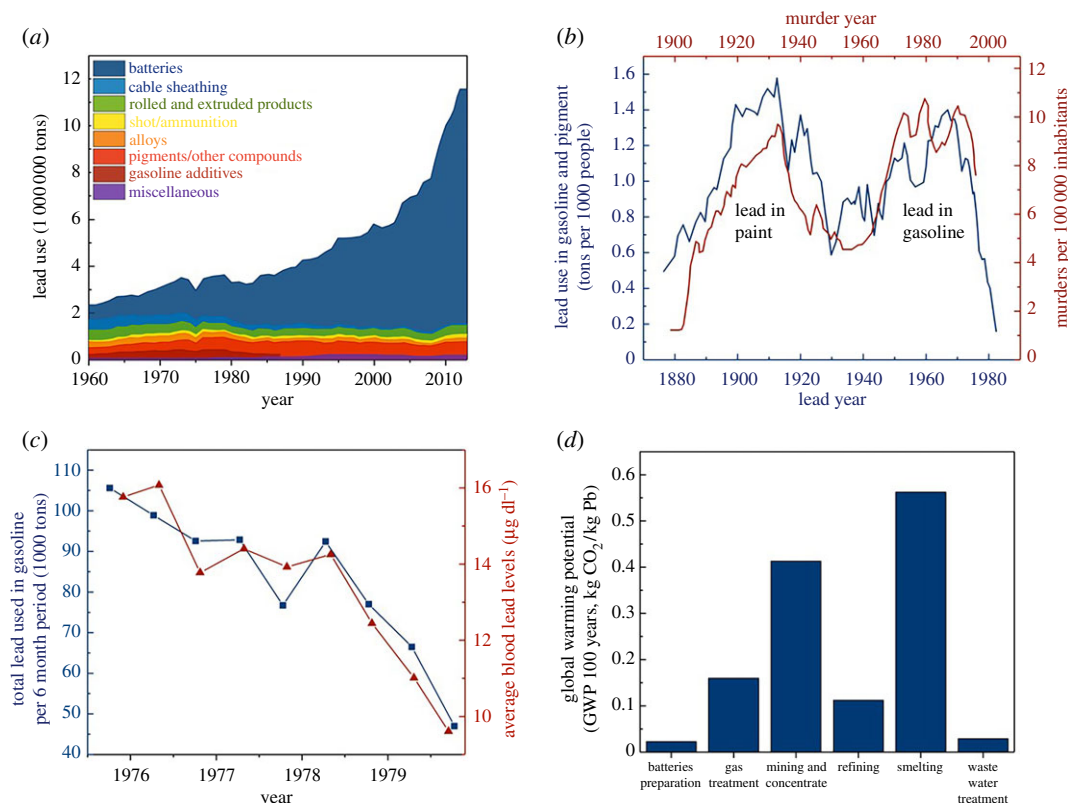 (a)
12
10
8
6
4
2
0
lead use (1 000 000 tons)
batteries
cable sheathing
rolled and extruded products
shot/ammunition
alloys
pigments/other compounds
gasoline additives
miscellaneous
1960 1970 1980 1990 2000 2010
year
(b)
murder year
1900 1920 1940 1960 1980 2000
1.6
1.4
1.2
1.0
0.8
0.6
0.4
0.2
0
lead use in gasoline and pigment
(tons per 1000 people)
lead in
paint
lead in
gasoline
12
10
8
6
4
2
0
murders per 100 000 inhabitants
1880 1900 1920 1940 1960 1980
lead year
(c)
110
100
90
80
70
60
50
40
total lead used in gasoline
per 6 month period (1000 tons)
16
14
12
10
average blood lead levels (µg dl−1)
1976 1977 1978 1979
year
(d)
0.6
0.5
0.4
0.3
0.2
0.1
0
global warming potential
(GWP 100 years, kg CO2/kg Pb)
batteries
preparation
gas
treatment
mining and
concentrate
refining
smelting
waste
water
treatment